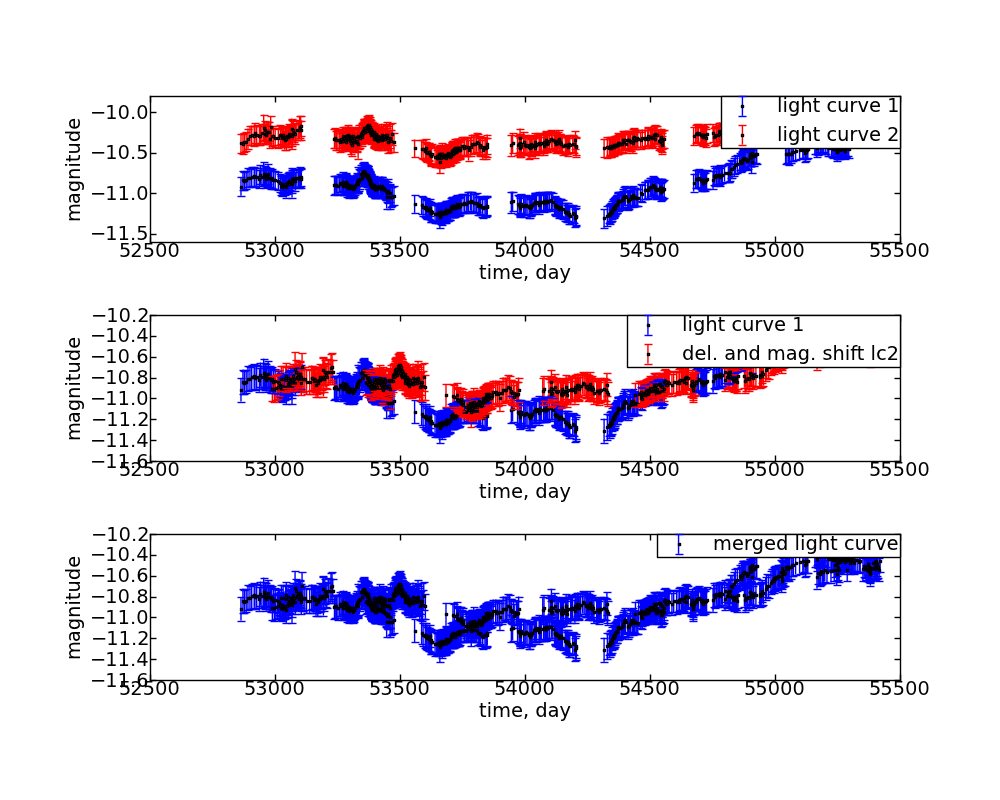 −10.0
−10.5
−11.0
−11.5
magnitude
light curve 1
light curve 2
52500 53000 53500 54000 54500 55000 55500
time, day
−10.2
−10.4
−10.6
−10.8
−11.0
−11.2
−11.4
−11.6
magnitude
light curve 1
del. and mag. shift lc2
52500 53000 53500 54000 54500 55000 55500
time, day
−10.2
−10.4
−10.6
−10.8
−11.0
−11.2
−11.4
−11.6
magnitude
merged light curve
52500 53000 53500 54000 54500 55000 55500
time, day